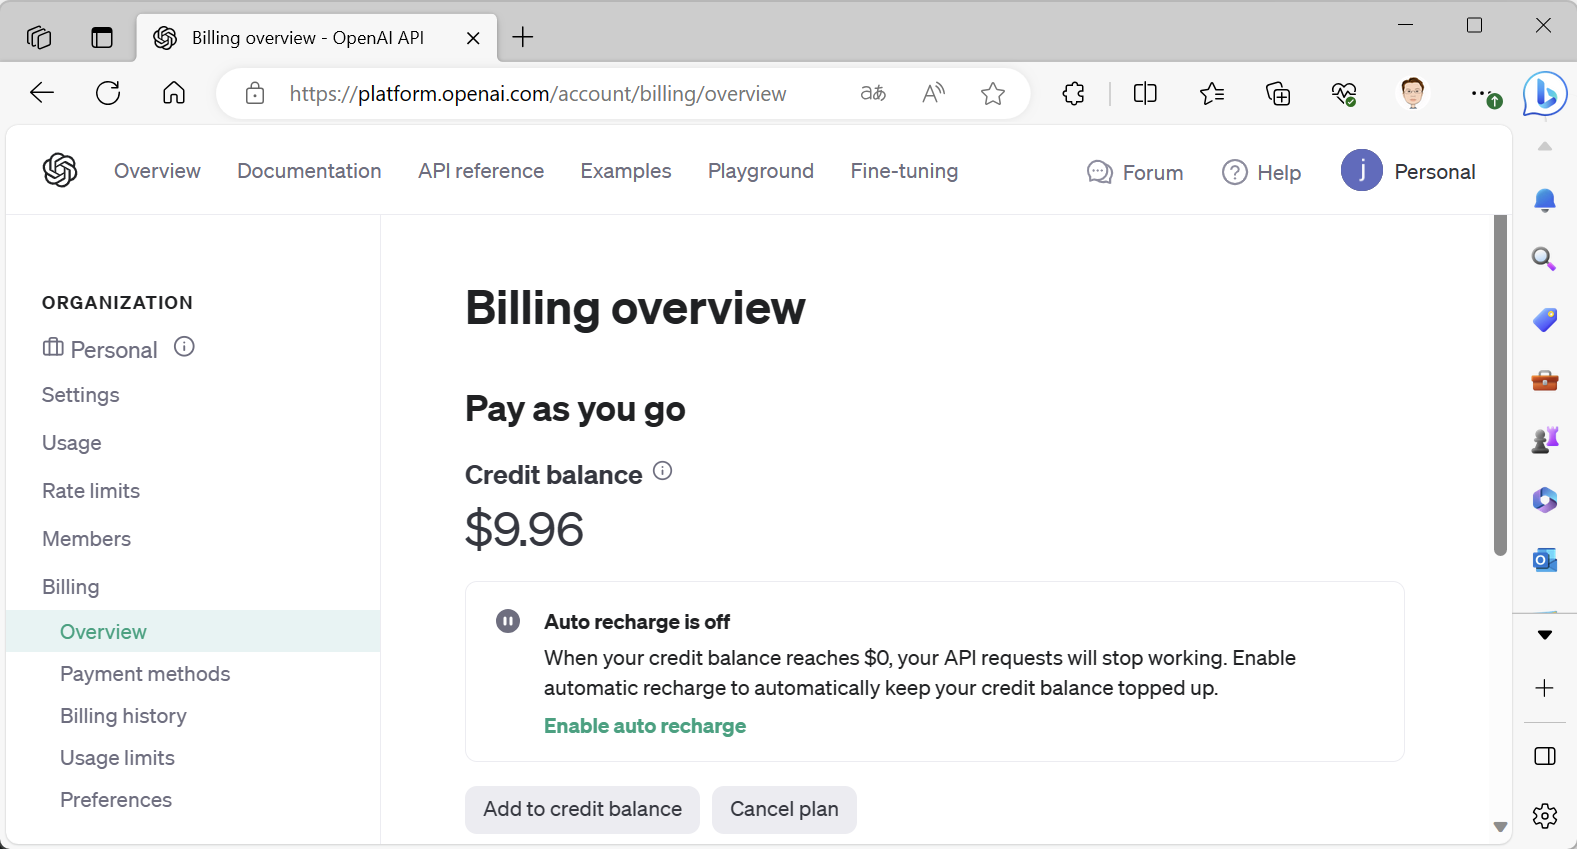 Billing overview - OpenAI API
https://platform.openai.com/account/billing/overview
Overview Documentation API reference Examples Playground Fine-tuning Forum Help j Personal
ORGANIZATION
Personal
Settings
Usage
Rate limits
Members
Billing
Overview
Payment methods
Billing history
Usage limits
Preferences
Billing overview
Pay as you go
Credit balance
$9.96
Auto recharge is off
When your credit balance reaches $0, your API requests will stop working. Enable
automatic recharge to automatically keep your credit balance topped up.
Enable auto recharge
Add to credit balance Cancel plan